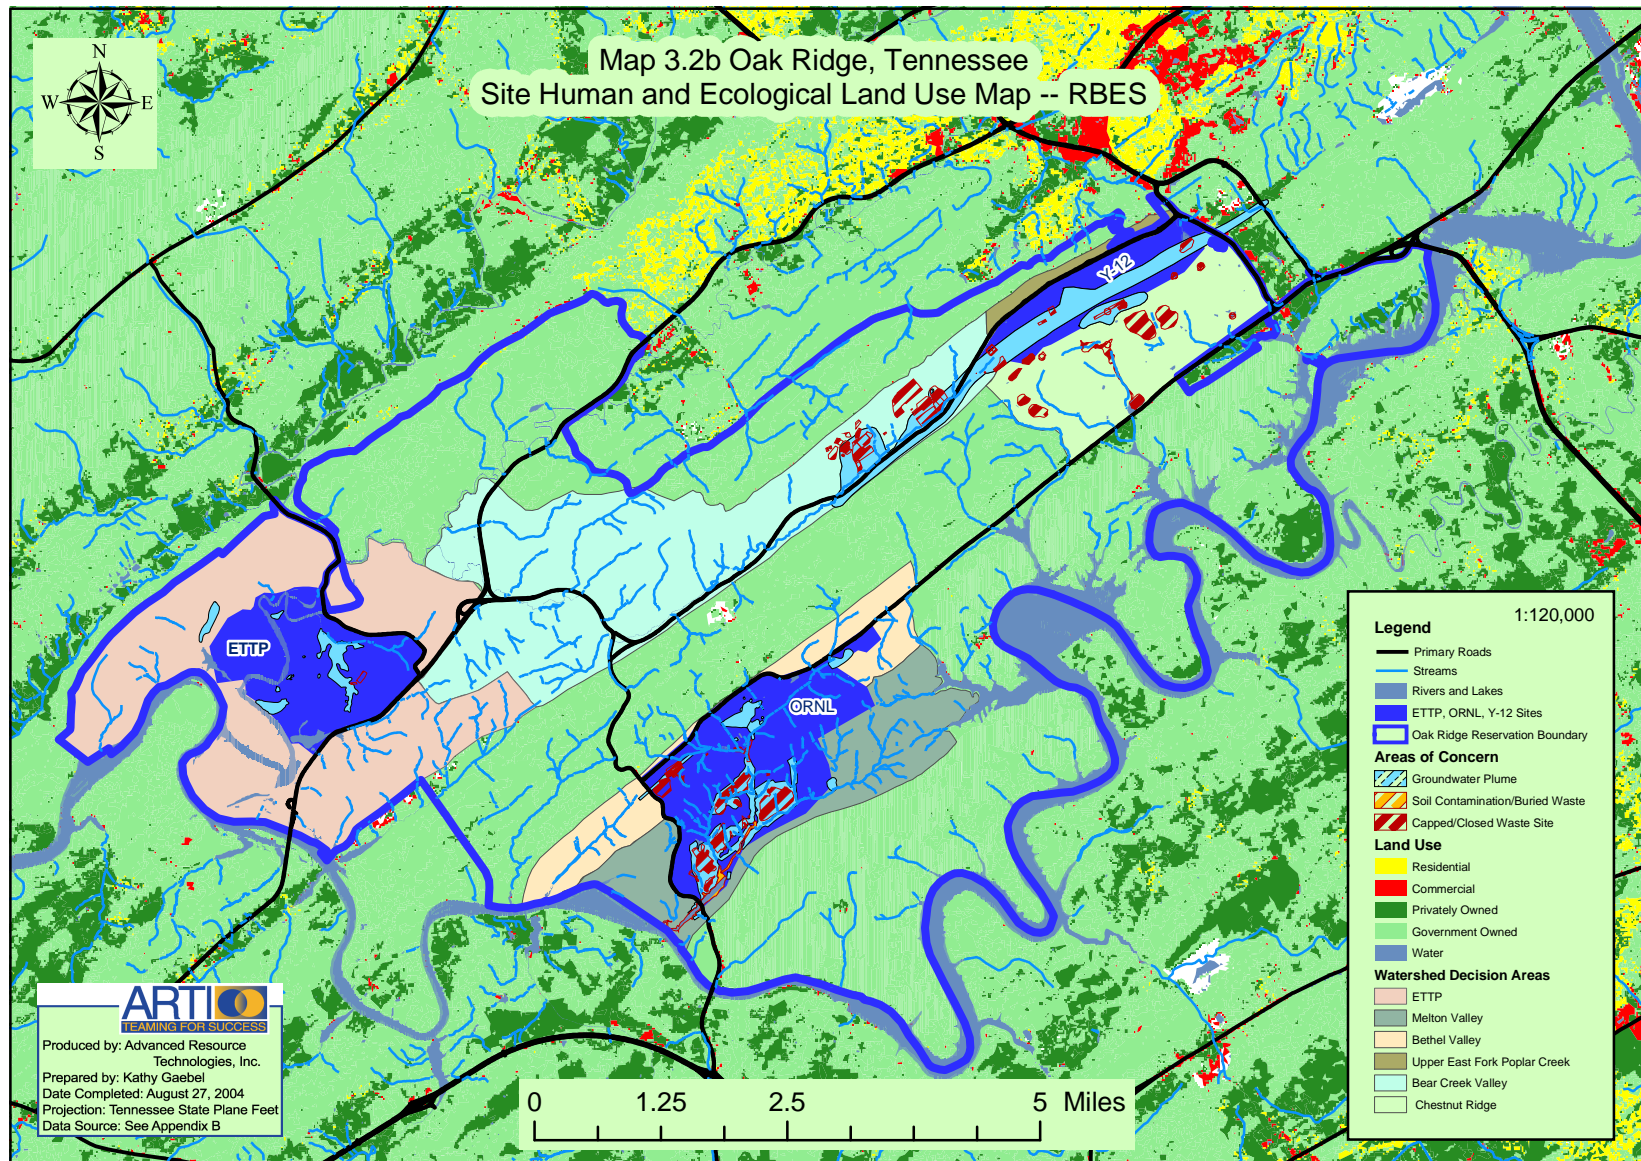 Map 3.2b Oak Ridge, Tennessee
Site Human and Ecological Land Use Map -- RBES
N
W
E
S
Y-12
ETTP
ORNL
1:120,000
Legend
Primary Roads
Streams
Rivers and Lakes
ETTP, ORNL, Y-12 Sites
Oak Ridge Reservation Boundary
Areas of Concern
Groundwater Plume
Soil Contamination/Buried Waste
Capped/Closed Waste Site
Land Use
Residential
Commercial
Privately Owned
Government Owned
Water
Watershed Decision Areas
ETTP
Melton Valley
Bethel Valley
Upper East Fork Poplar Creek
Bear Creek Valley
Chestnut Ridge
ARTI
TEAMING FOR SUCCESS
Produced by: Advanced Resource
Technologies, Inc.
Prepared by: Kathy Gaebel
Date Completed: August 27, 2004
Projection: Tennessee State Plane Feet
Data Source: See Appendix B
0 1.25 2.5 5 Miles